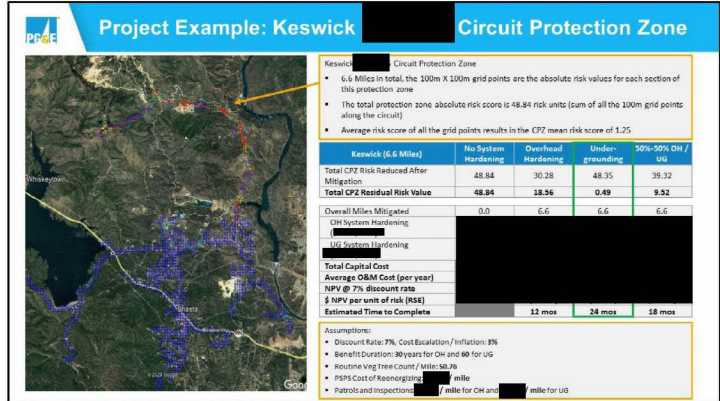 PG&E
Project Example: Keswick Circuit Protection Zone
Keswick Circuit Protection Zone
▪ 6.6 Miles in total, the 100m X 100m grid points are the absolute risk values for each section of
this protection zone
▪ The total protection zone absolute risk score is 48.84 risk units (sum of all the 100m grid points
along the circuit)
▪ Average risk score of all the grid points results in the CPZ mean risk score of 1.25
Keswick (6.6 Miles) No System Hardening Overhead Hardening Under-grounding 50%-50% OH / UG
Total CPZ Risk Reduced After Mitigation 48.84 30.28 48.35 39.32
Total CPZ Residual Risk Value 48.84 18.56 0.49 9.52
Overall Miles Mitigated 0.0 6.6 6.6 6.6
OH System Hardening
(
UG System Hardening
Total Capital Cost
Average O&M Cost (per year)
NPV @ 7% discount rate
$ NPV per unit of risk (RSE)
Estimated Time to Complete 12 mos 24 mos 18 mos
Assumptions:
▪ Discount Rate: 7%, Cost Escalation / Inflation: 3%
▪ Benefit Duration: 30 years for OH and 60 for UG
▪ Routine Veg Tree Count / Mile: 50.76
▪ PSPS Cost of Reenergizing: / mile
▪ Patrols and Inspections: / mile for OH and / mile for UG
Whiskeytown
Shasta
Goo